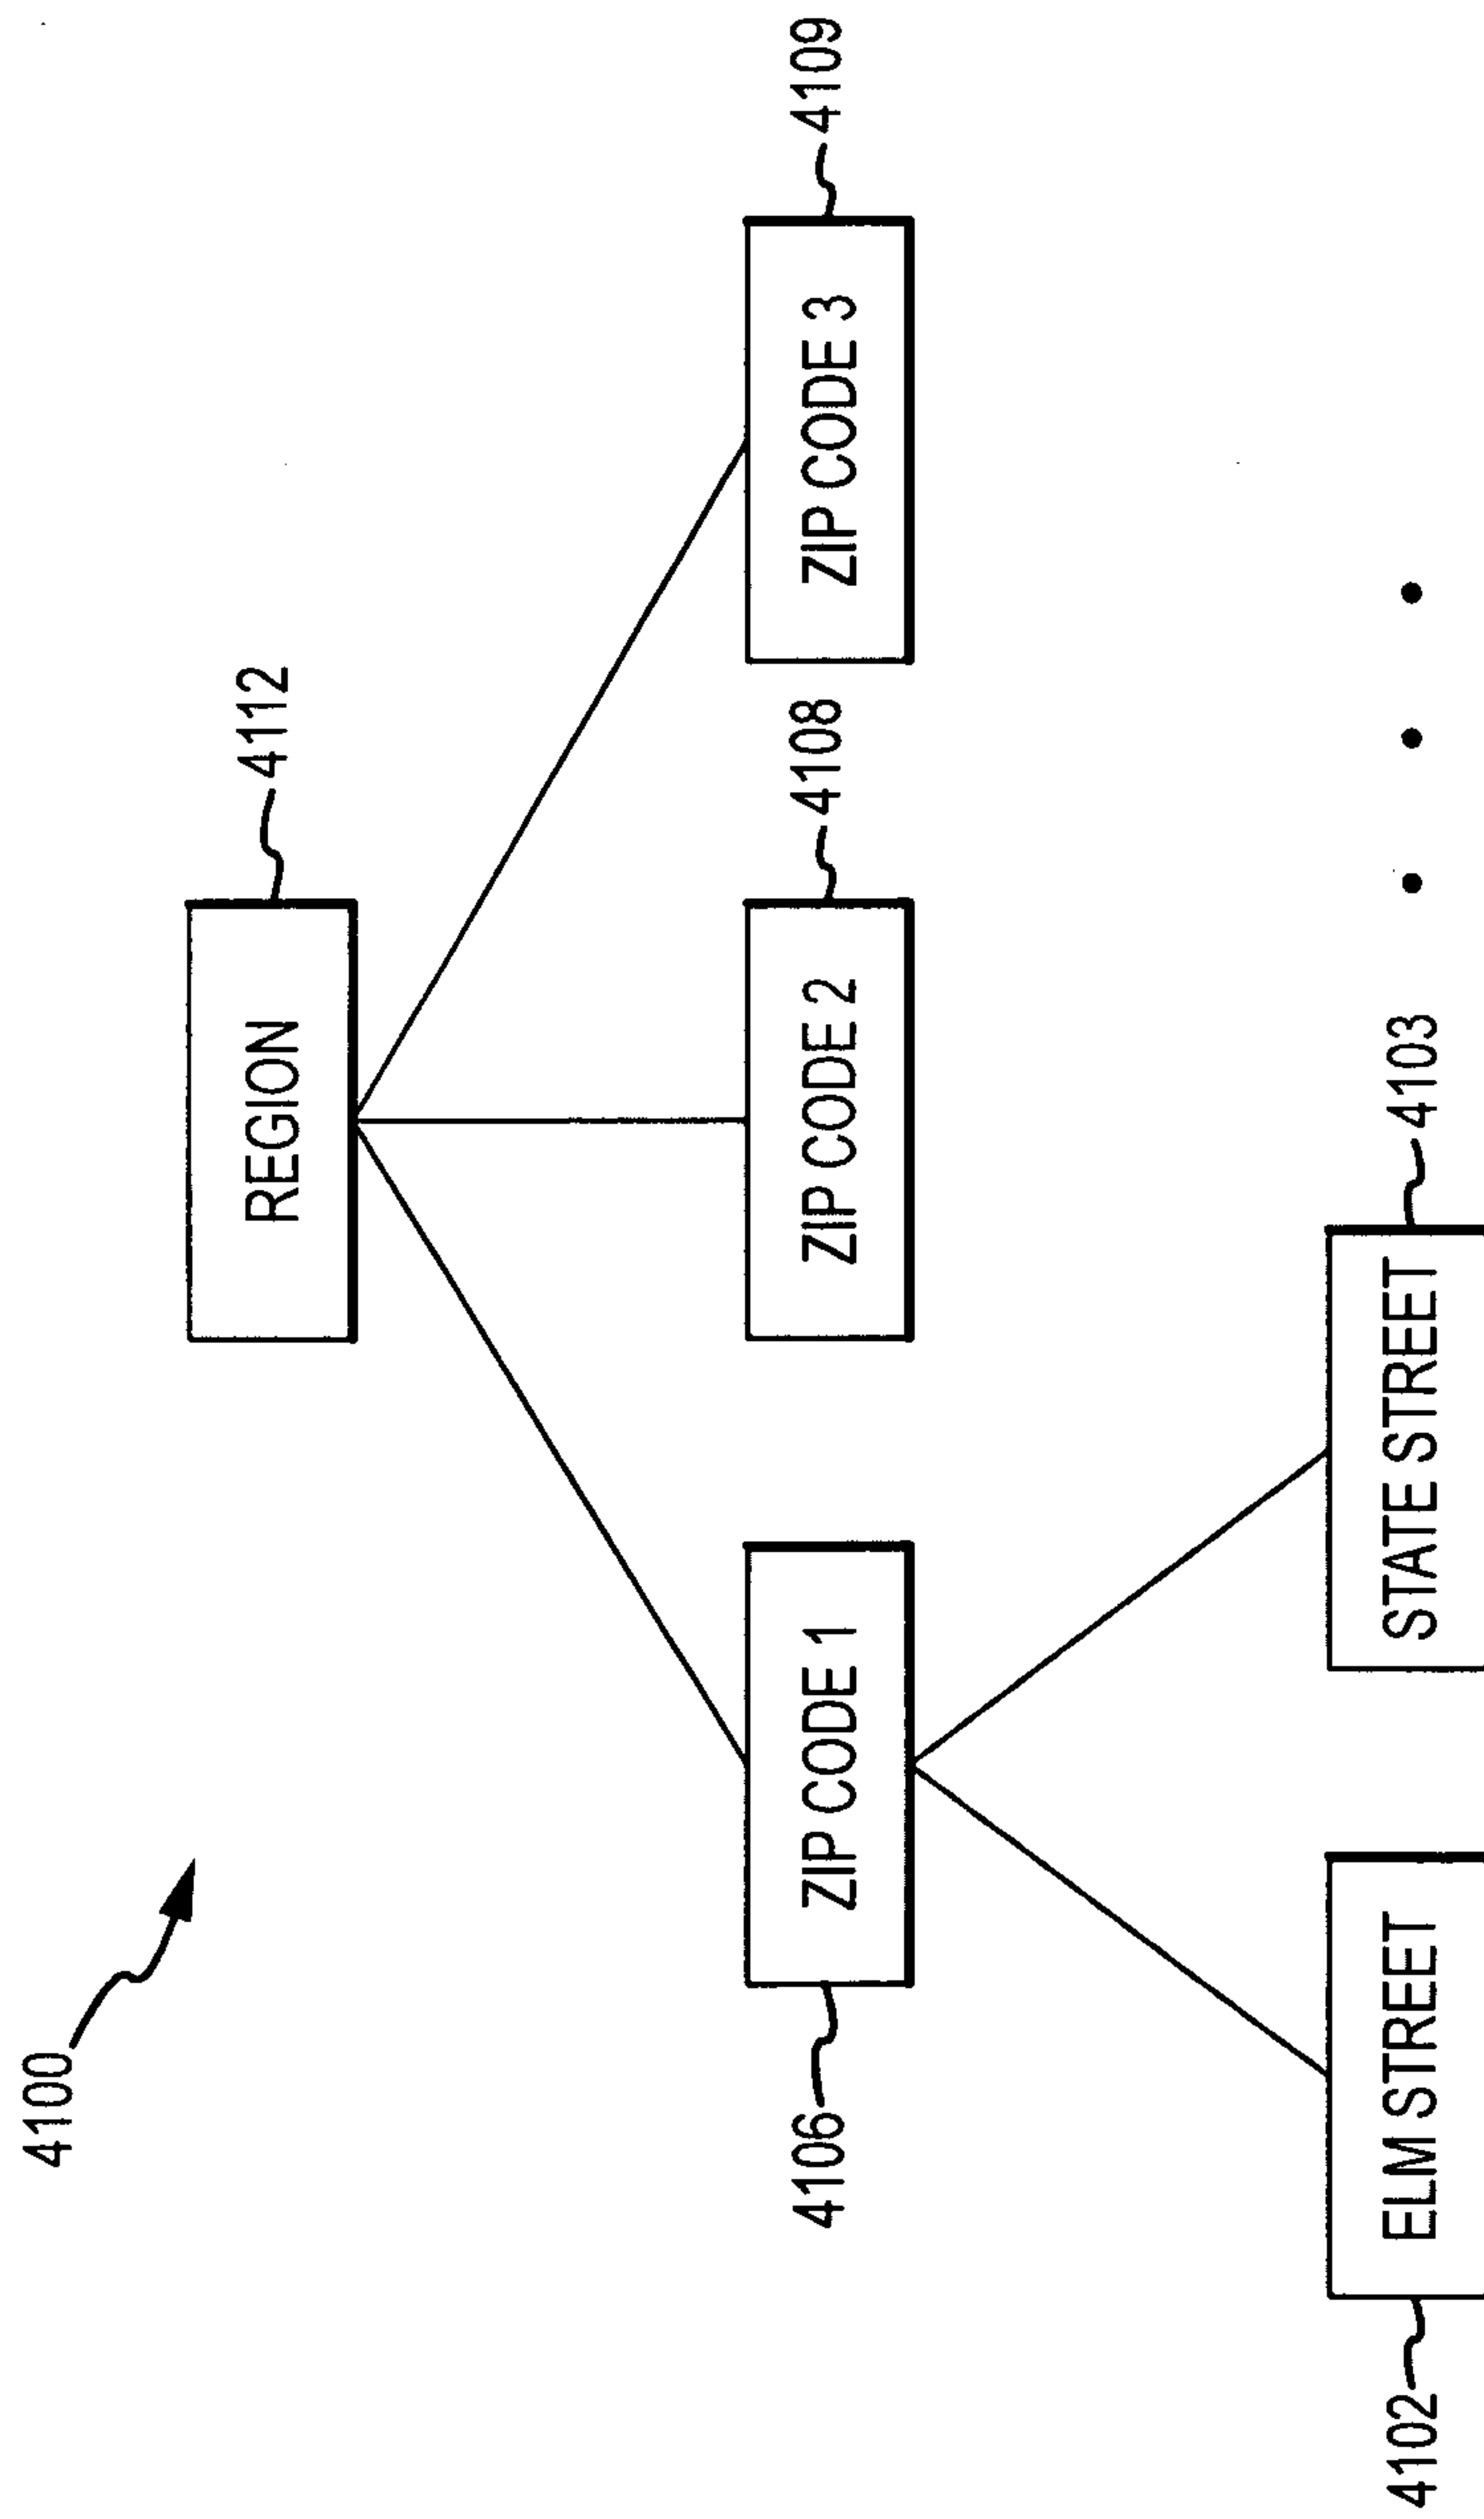 4100
REGION
4112
4106
ZIP CODE 1
ZIP CODE 2
4108
ZIP CODE 3
4109
4102
ELM STREET
STATE STREET
4103